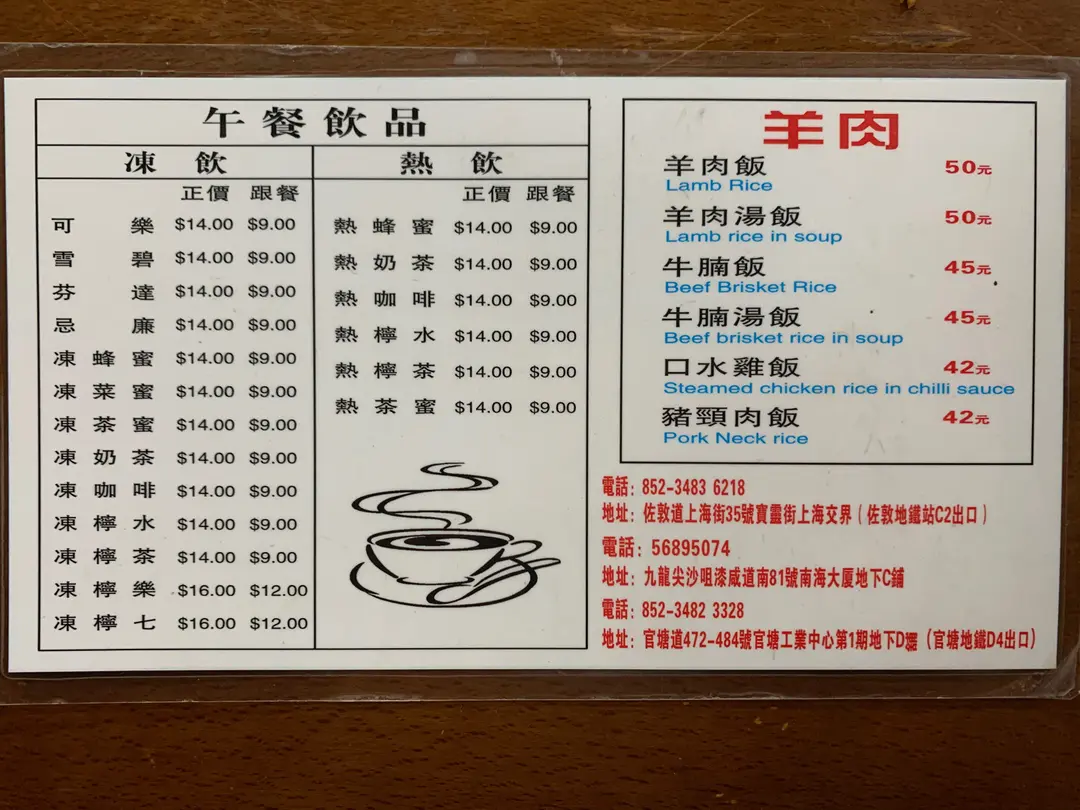 午餐飲品
凍 飲
正價 跟餐
可樂 $14.00 $9.00
雪碧 $14.00 $9.00
芬達 $14.00 $9.00
忌廉 $14.00 $9.00
凍蜂蜜 $14.00 $9.00
凍菜蜜 $14.00 $9.00
凍茶蜜 $14.00 $9.00
凍奶茶 $14.00 $9.00
凍咖啡 $14.00 $9.00
凍檸水 $14.00 $9.00
凍檸茶 $14.00 $9.00
凍檸樂 $16.00 $12.00
凍檸七 $16.00 $12.00
熱 飲
正價 跟餐
熱蜂蜜 $14.00 $9.00
熱奶茶 $14.00 $9.00
熱咖啡 $14.00 $9.00
熱檸水 $14.00 $9.00
熱檸茶 $14.00 $9.00
熱茶蜜 $14.00 $9.00
羊肉
羊肉飯 50元
Lamb Rice
羊肉湯飯 50元
Lamb rice in soup
牛腩飯 45元
Beef Brisket Rice
牛腩湯飯 45元
Beef brisket rice in soup
口水雞飯 42元
Steamed chicken rice in chilli sauce
豬頸肉飯 42元
Pork Neck rice
電話: 852-3483 6218
地址: 佐敦道上海街35號寶靈街上海交界(佐敦地鐵站C2出口)
電話: 56895074
地址: 九龍尖沙咀漆咸道南81號南海大厦地下C鋪
電話: 852-3482 3328
地址: 官塘道472-484號官塘工業中心第1期地下D (官塘地鐵D4出口)